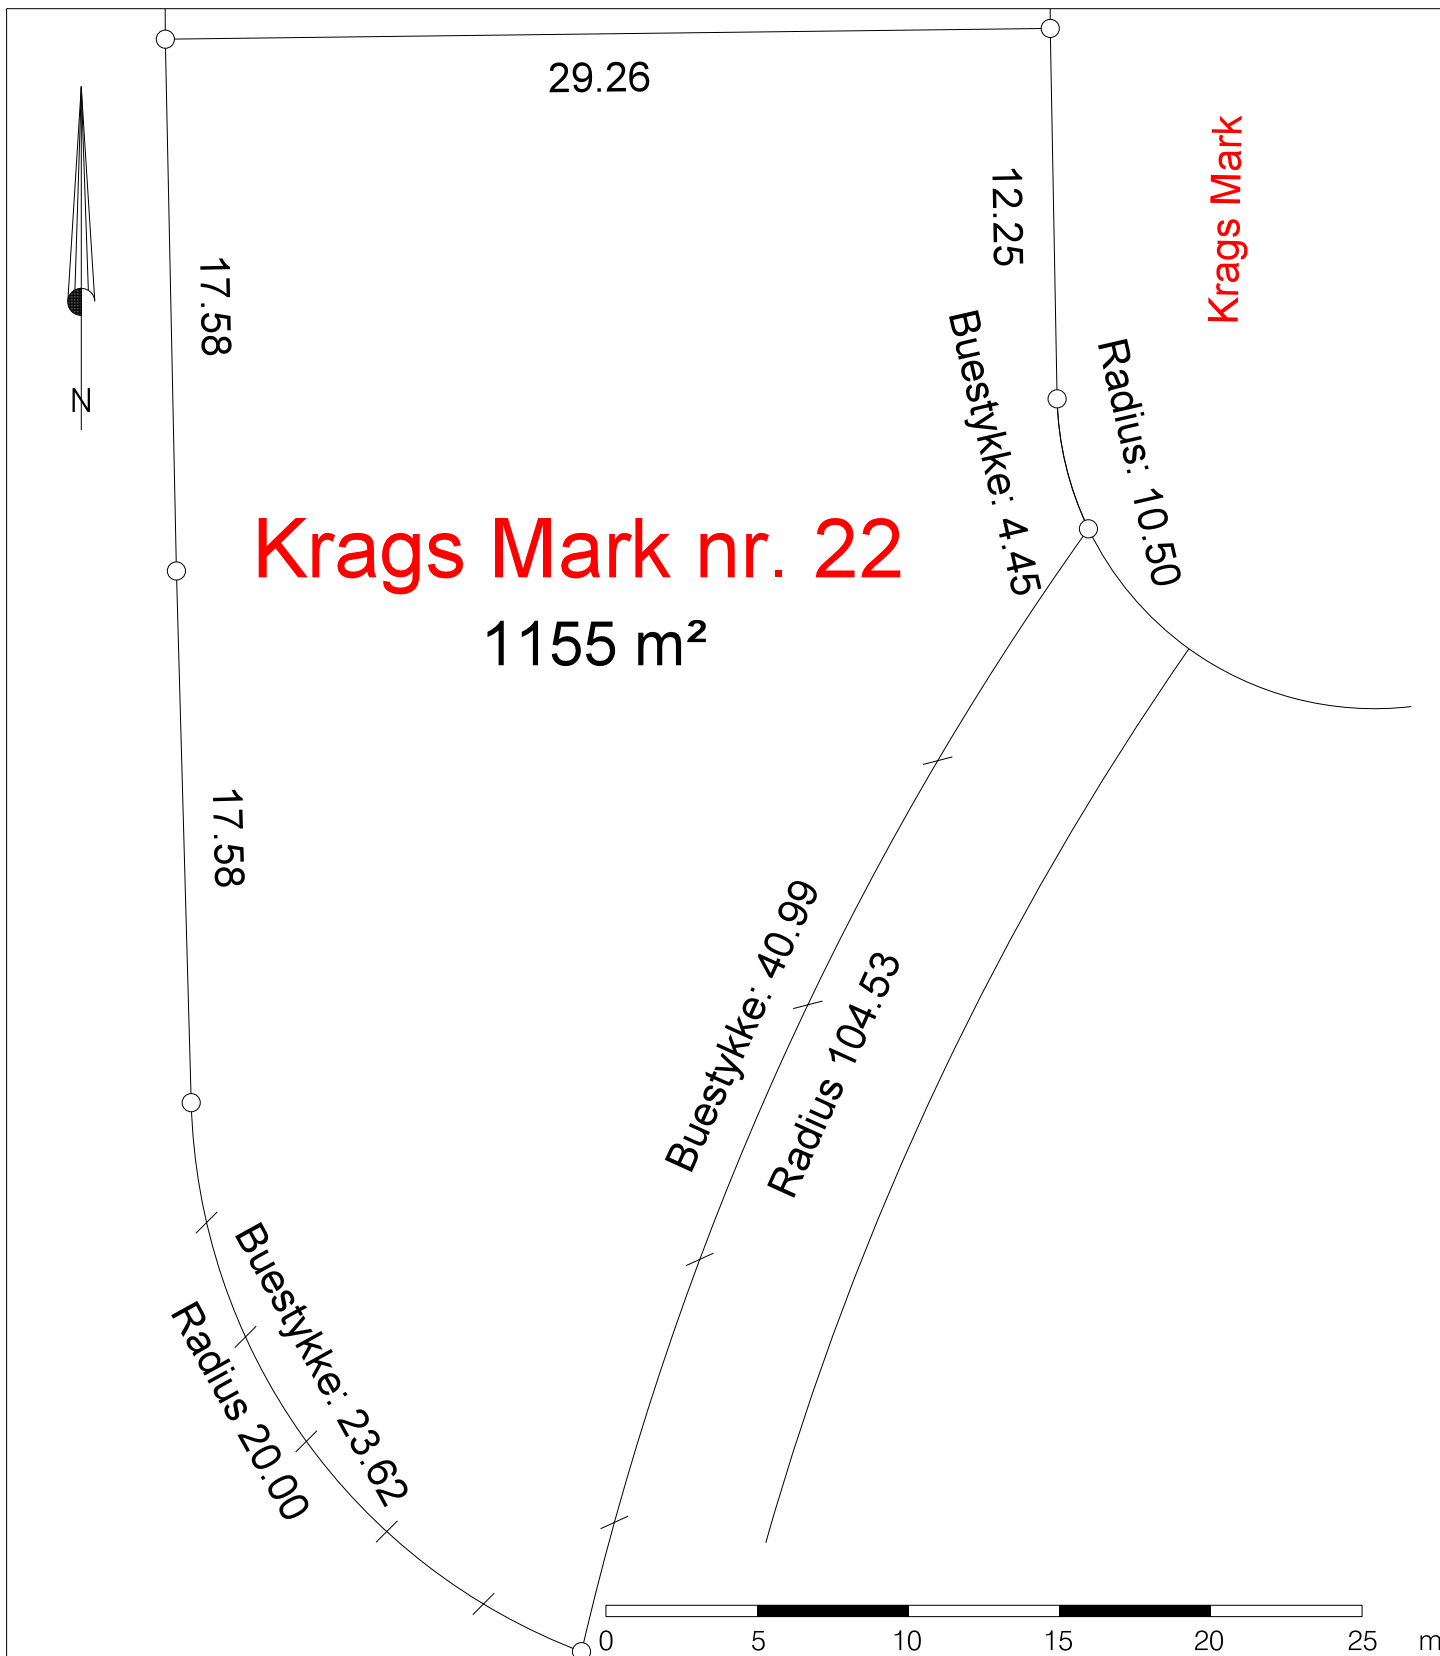 29.26
12.25
Krags Mark
17.58
N
Buestykke: 4.45
Radius: 10.50
Krags Mark nr. 22
1155 m²
17.58
Buestykke: 40.99
Radius 104.53
Buestykke: 23.62
Radius 20.00
0 5 10 15 20 25 m